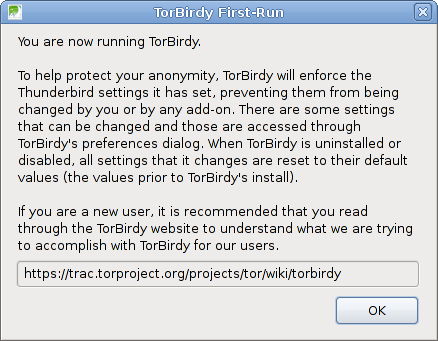 TorBirdy First-Run
You are now running TorBirdy.
To help protect your anonymity, TorBirdy will enforce the
Thunderbird settings it has set, preventing them from being
changed by you or by any add-on. There are some settings
that can be changed and those are accessed through
TorBirdy's preferences dialog. When TorBirdy is uninstalled or
disabled, all settings that it changes are reset to their default
values (the values prior to TorBirdy's install).
If you are a new user, it is recommended that you read
through the TorBirdy website to understand what we are trying
to accomplish with TorBirdy for our users.
https://trac.torproject.org/projects/tor/wiki/torbirdy
OK